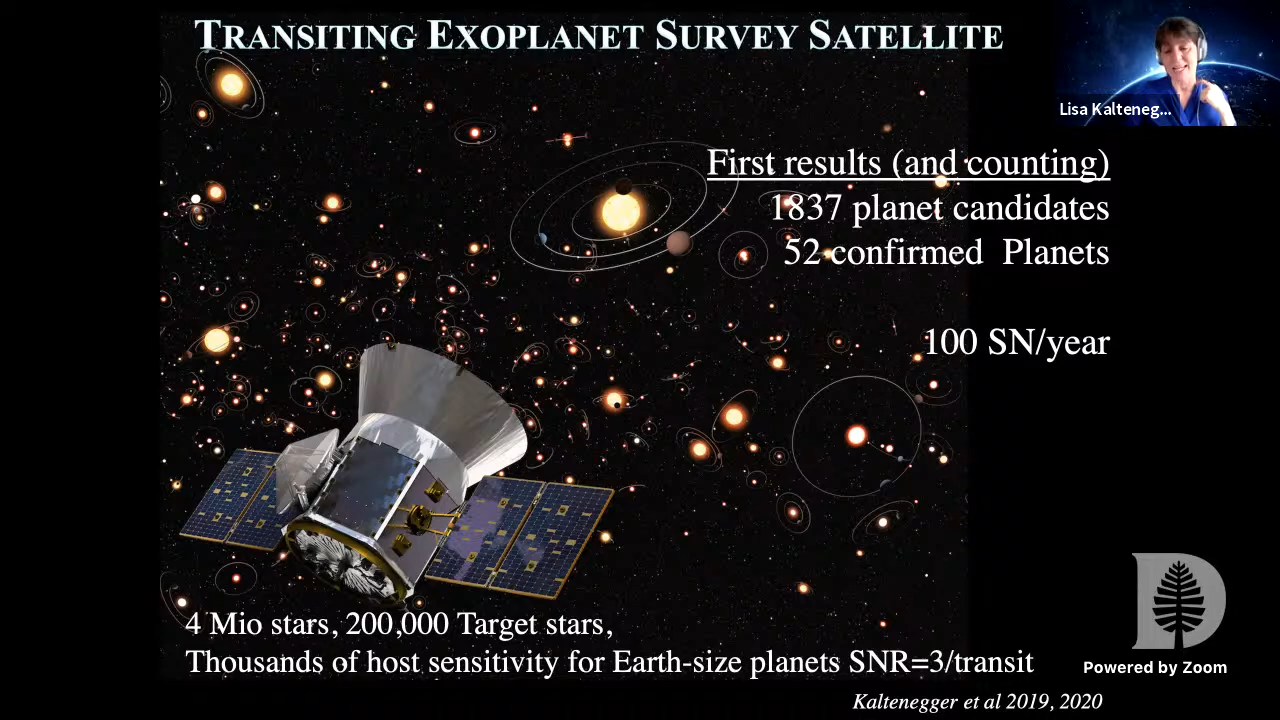 TRANSITING EXOPLANET SURVEY SATELLITE
Lisa Kalteneg...
First results (and counting)
1837 planet candidates
52 confirmed Planets
100 SN/year
4 Mio stars, 200,000 Target stars,
Thousands of host sensitivity for Earth-size planets SNR=3/transit
D
Powered by Zoom
Kaltenegger et al 2019, 2020